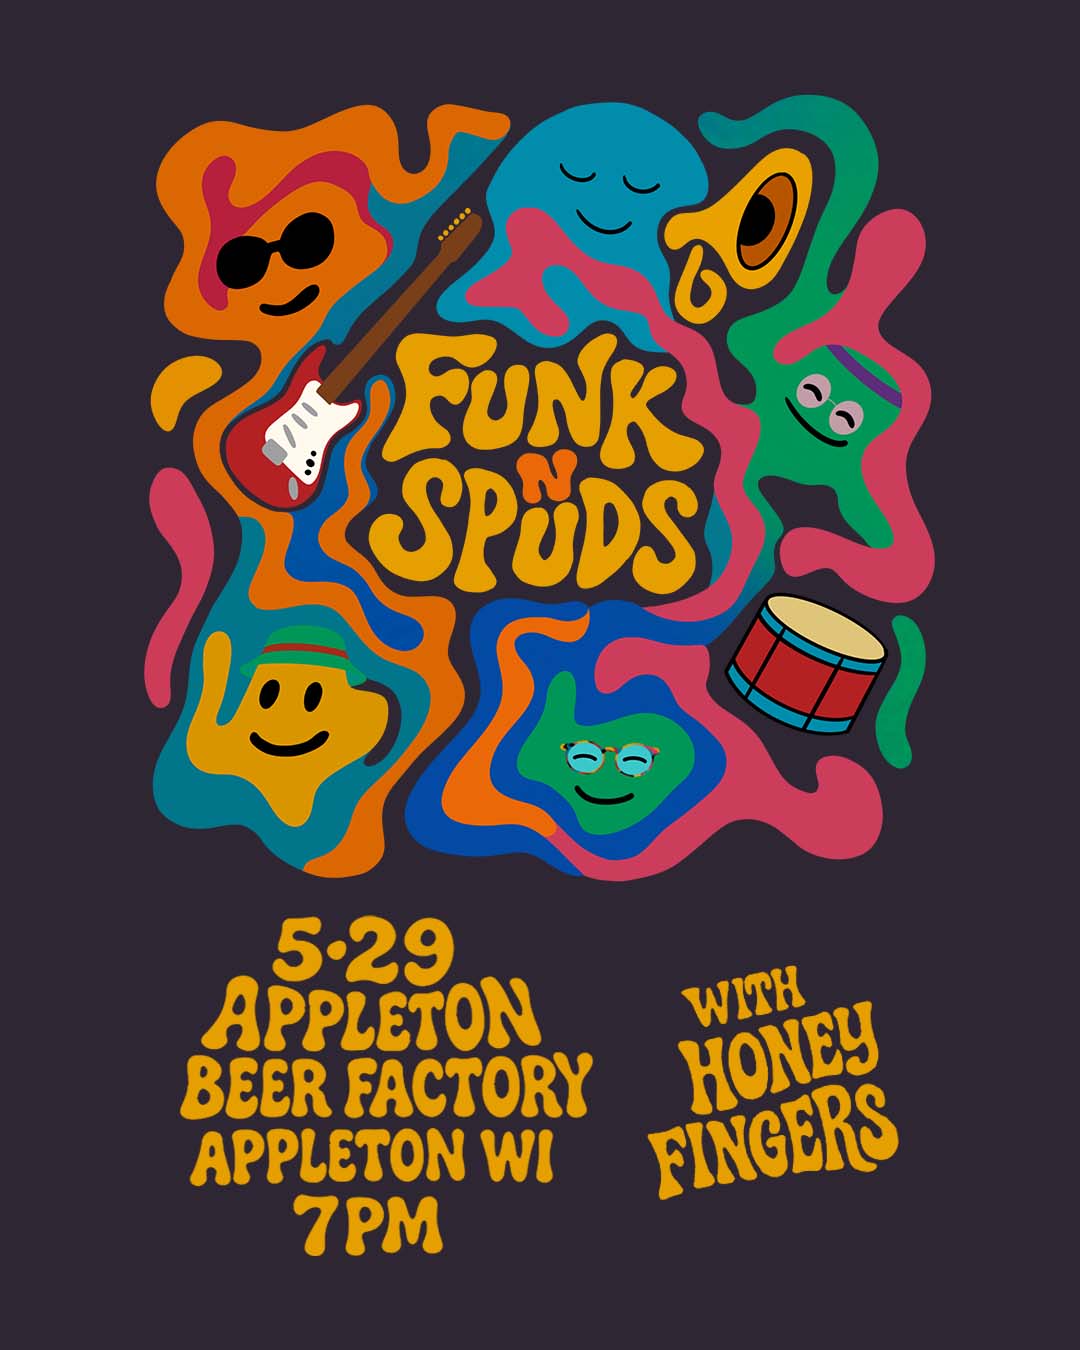 FUNK
N
SPUDS
5·29
APPLETON
BEER FACTORY
APPLETON WI
7PM
WITH
HONEY
FINGERS